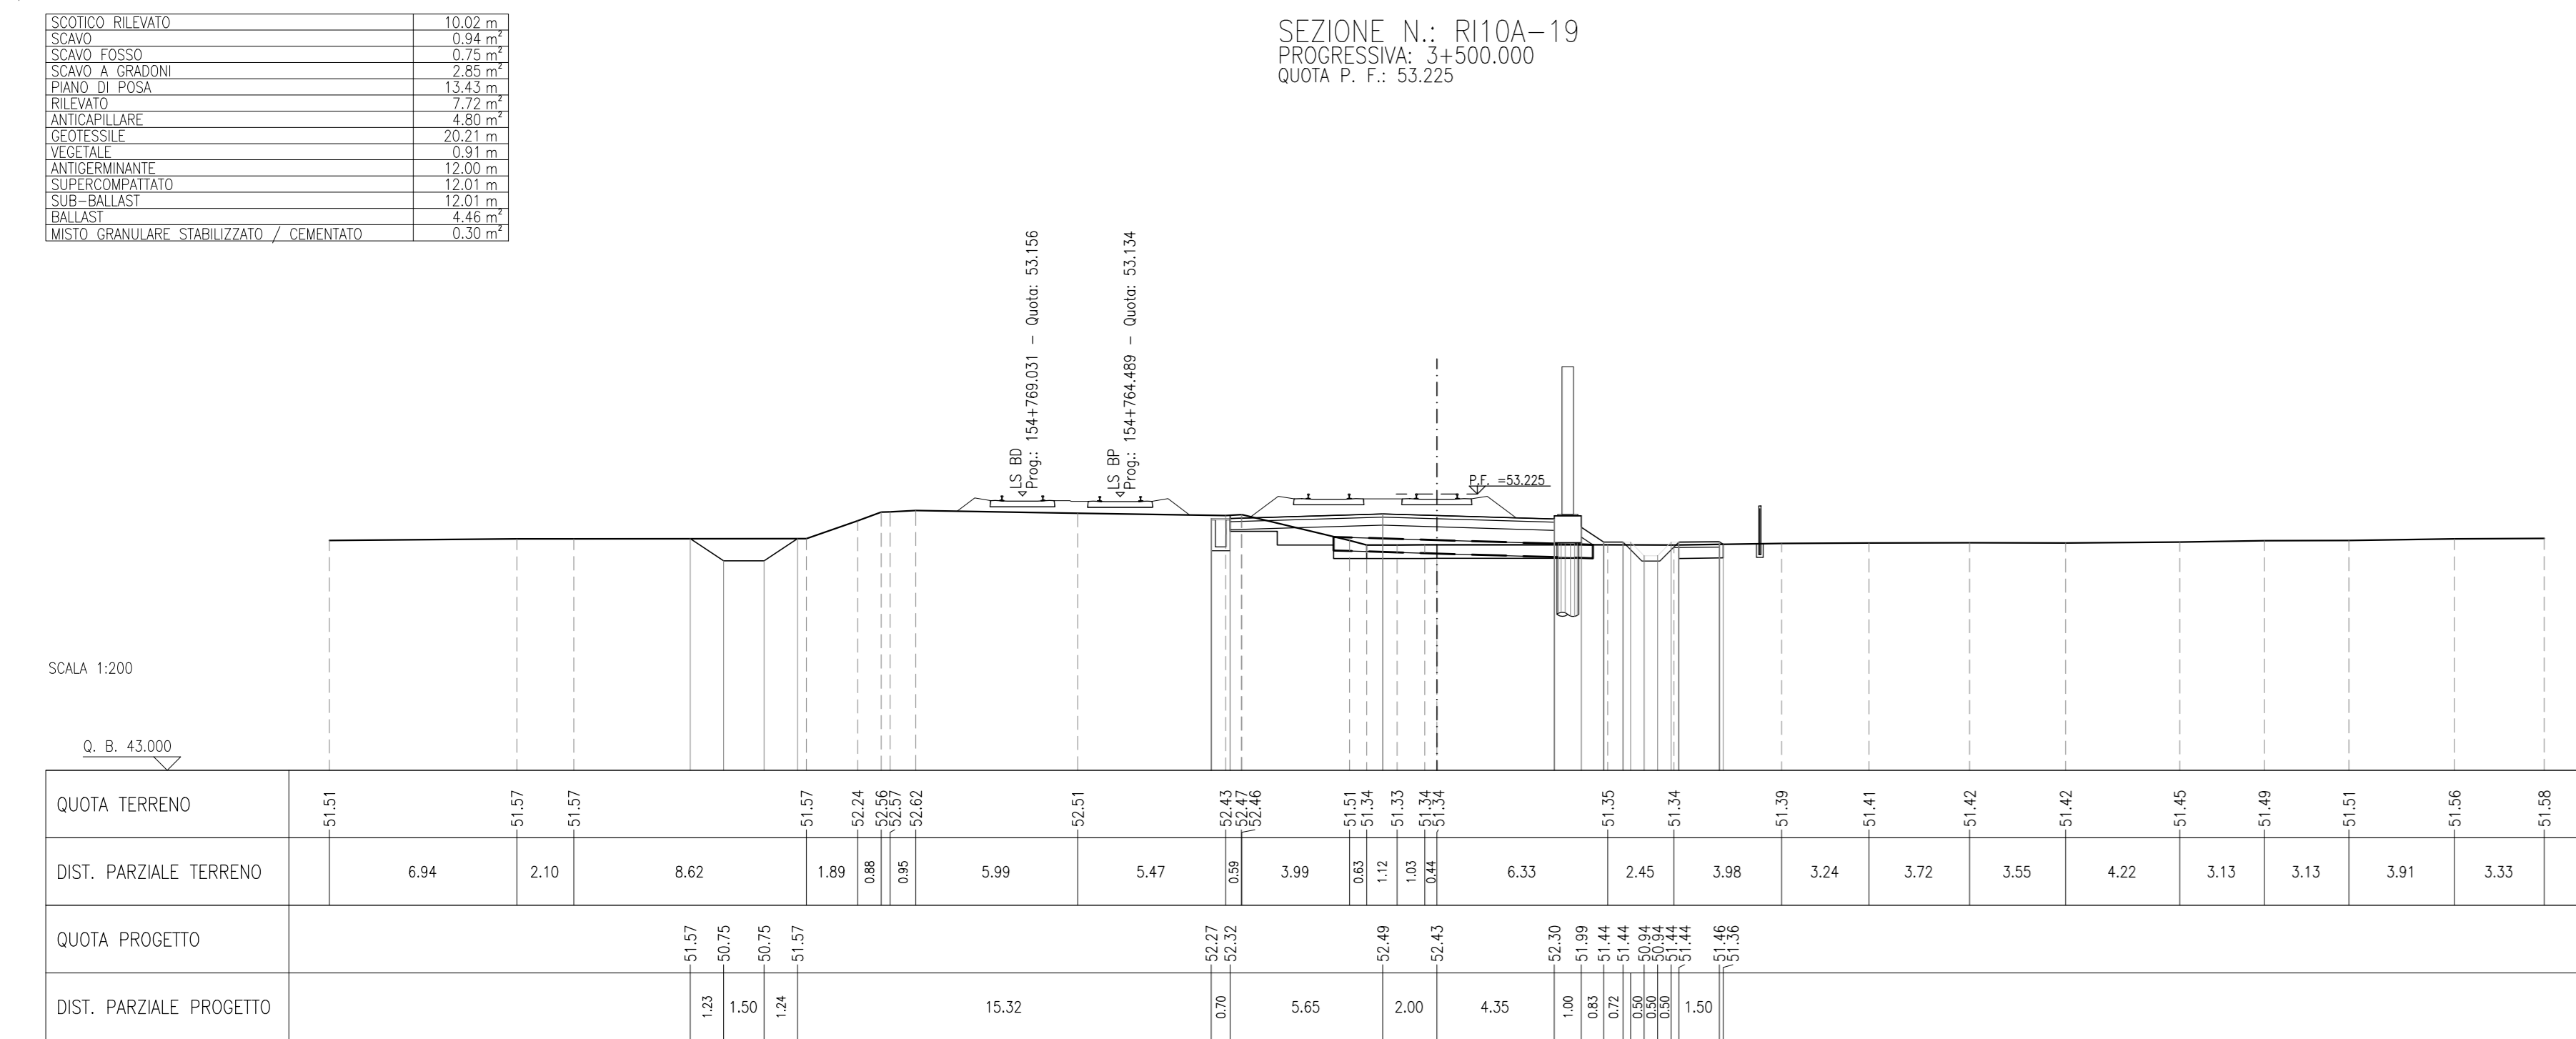 SCOTICO RILEVATO 10.02 m
SCAVO 0.94 m²
SCAVO FOSSO 0.75 m²
SCAVO A GRADONI 2.85 m²
PIANO DI POSA 13.43 m
RILEVATO 7.72 m²
ANTICAPILLARE 4.80 m²
GEOTESSILE 20.21 m
VEGETALE 0.91 m
ANTIGERMINANTE 12.00 m
SUPERCOMPATTATO 12.01 m
SUB-BALLAST 12.01 m
BALLAST 4.46 m²
MISTO GRANULARE STABILIZZATO / CEMENTATO 0.30 m²
SEZIONE N.: RI10A-19
PROGRESSIVA: 3+500.000
QUOTA P. F.: 53.225
LS BD
Prog.: 154+769.031 - Quota: 53.156
LS BP
Prog.: 154+764.489 - Quota: 53.134
P.F. =53.225
SCALA 1:200
Q. B. 43.000
QUOTA TERRENO 51.51 51.57 51.57 51.57 52.24 52.56 52.57 52.62 52.51 52.43 52.47 52.46 51.51 51.34 51.33 51.34 51.34 51.35 51.34 51.39 51.41 51.42 51.42 51.45 51.49 51.51 51.56 51.58
DIST. PARZIALE TERRENO 6.94 2.10 8.62 1.89 0.88 0.95 5.99 5.47 0.59 3.99 0.63 1.12 1.03 0.44 6.33 2.45 3.98 3.24 3.72 3.55 4.22 3.13 3.13 3.91 3.33
QUOTA PROGETTO 51.57 50.75 50.75 51.57 52.27 52.32 52.49 52.43 52.30 51.99 51.44 51.44 50.94 50.94 51.44 51.44 51.46 51.36
DIST. PARZIALE PROGETTO 1.23 1.50 1.24 15.32 0.70 5.65 2.00 4.35 1.00 0.83 0.72 0.50 0.50 0.50 1.50